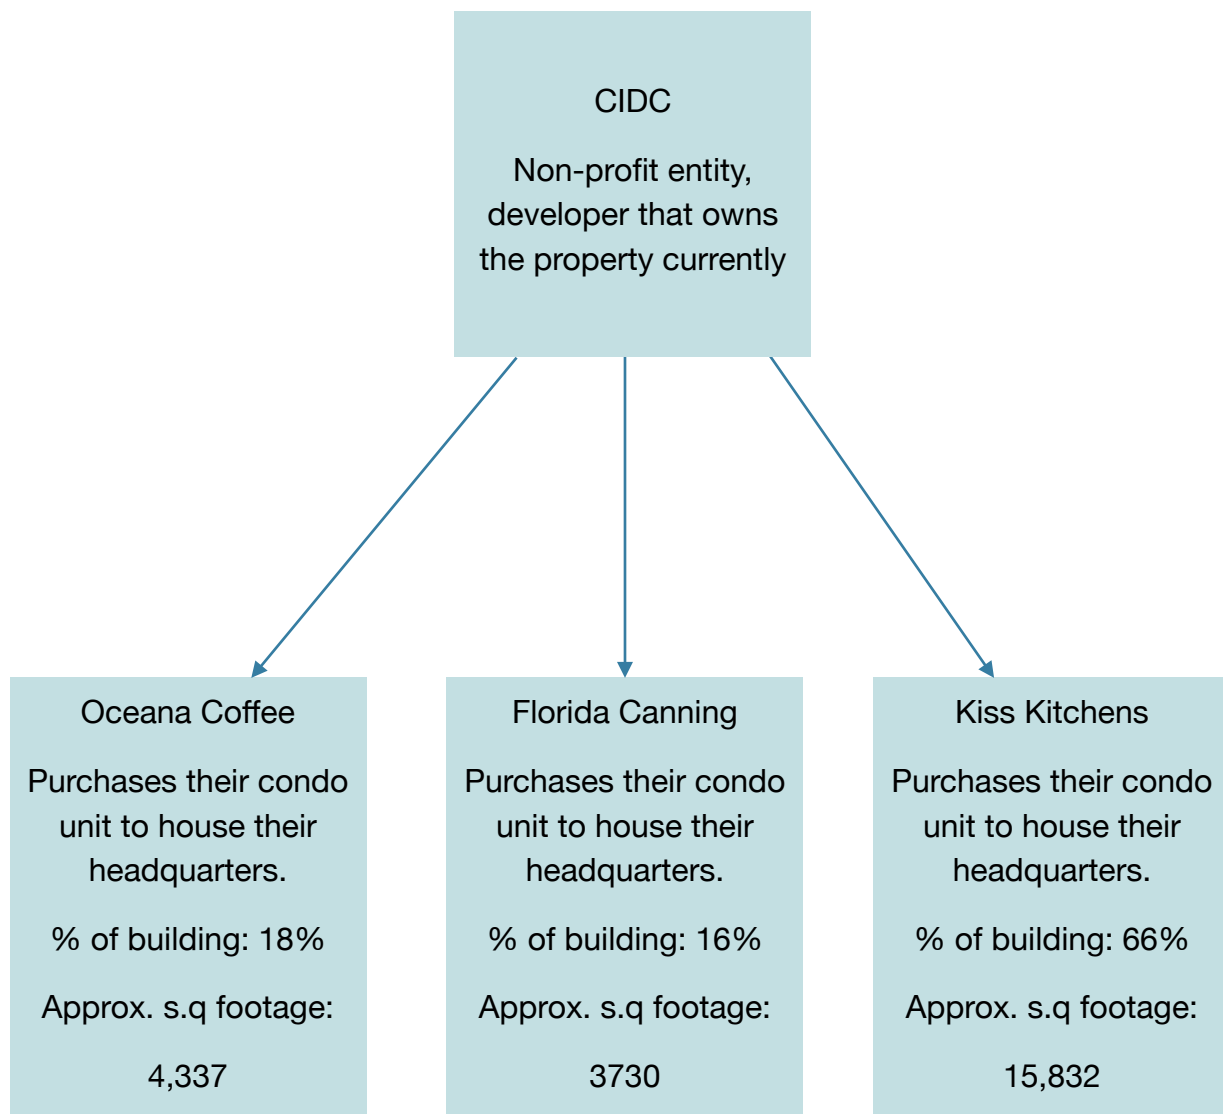 CIDC
Non-profit entity,
developer that owns
the property currently
Oceana Coffee
Purchases their condo
unit to house their
headquarters.
% of building: 18%
Approx. s.q footage:
4,337
Florida Canning
Purchases their condo
unit to house their
headquarters.
% of building: 16%
Approx. s.q footage:
3730
Kiss Kitchens
Purchases their condo
unit to house their
headquarters.
% of building: 66%
Approx. s.q footage:
15,832